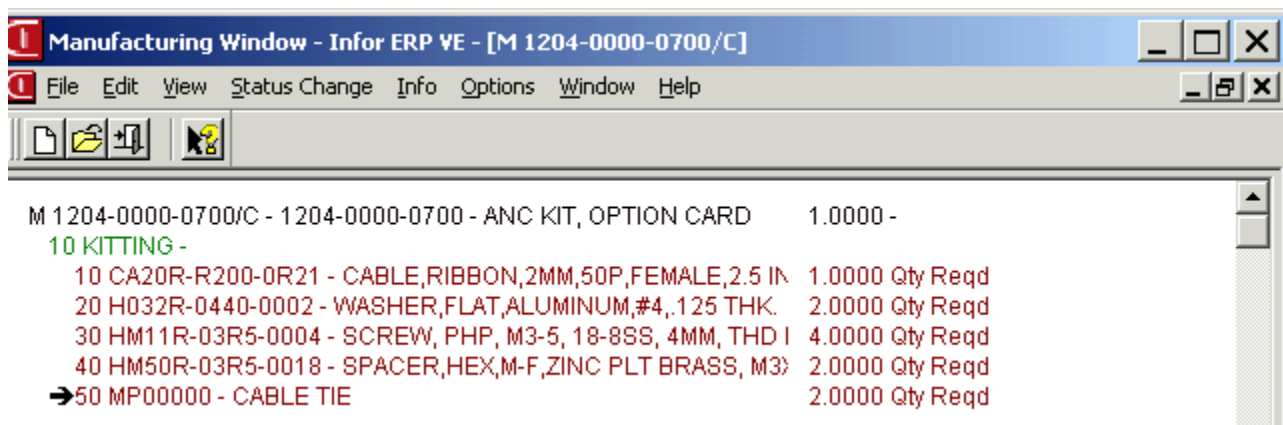 Manufacturing Window - Infor ERP VE - [M 1204-0000-0700/C]
File Edit View Status Change Info Options Window Help
M 1204-0000-0700/C - 1204-0000-0700 - ANC KIT, OPTION CARD 1.0000 -
10 KITTING -
10 CA20R-R200-0R21 - CABLE,RIBBON,2MM,50P,FEMALE,2.5 IN 1.0000 Qty Reqd
20 H032R-0440-0002 - WASHER,FLAT,ALUMINUM,#4,.125 THK. 2.0000 Qty Reqd
30 HM11R-03R5-0004 - SCREW, PHP, M3-5, 18-8SS, 4MM, THD 4.0000 Qty Reqd
40 HM50R-03R5-0018 - SPACER,HEX,M-F,ZINC PLT BRASS, M3 2.0000 Qty Reqd
50 MP00000 - CABLE TIE 2.0000 Qty Reqd